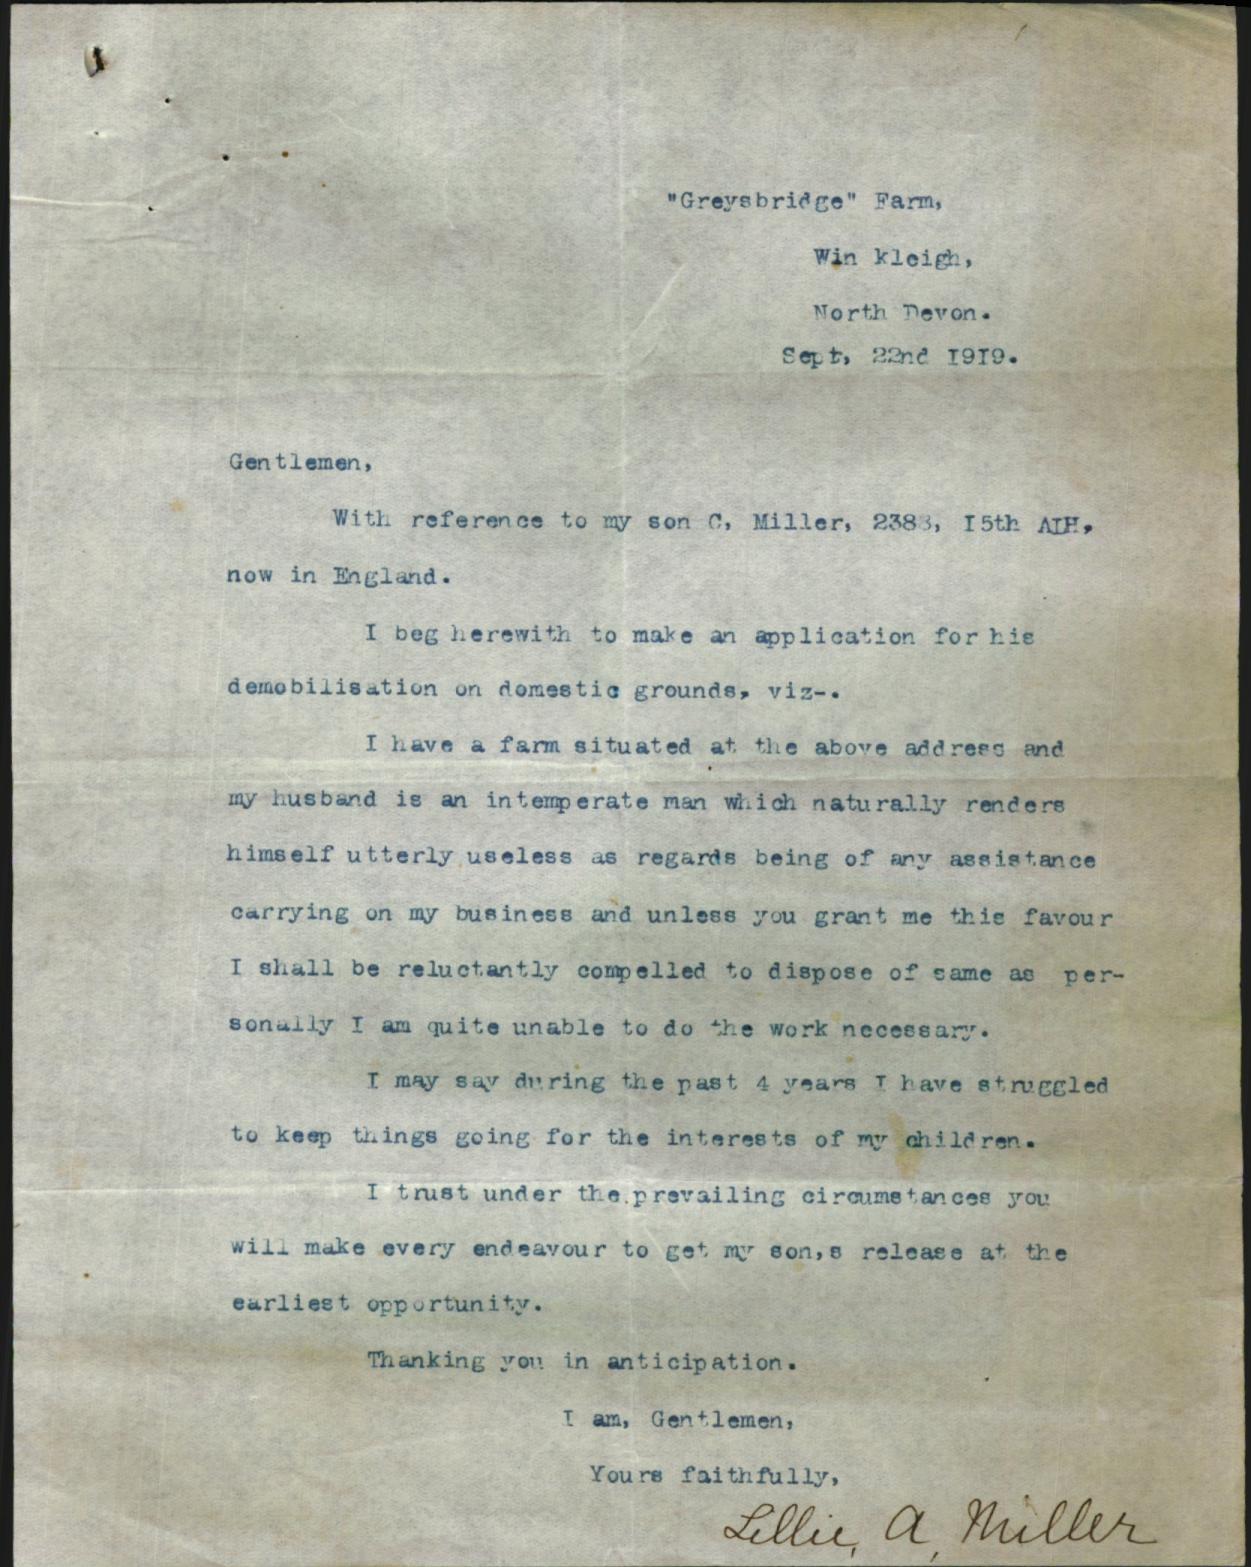 "Greysbridge" Farm,
Win kleigh,
North Devon.
Sept, 22nd I9I9.
Gentlemen,
With reference to my son C, Miller, 2388, I5th AIH,
now in England.
I beg herewith to make an application for his
demobilisation on domestic grounds, viz-.
I have a farm situated at the above address and
my husband is an intemperate man which naturally renders
himself utterly useless as regards being of any assistance
carrying on my business and unless you grant me this favour
I shall be reluctantly compelled to dispose of same as per-
sonally I am quite unable to do the work necessary.
I may say during the past 4 years I have struggled
to keep things going for the interests of my children.
I trust under the prevailing circumstances you
will make every endeavour to get my son,s release at the
earliest opportunity.
Thanking you in anticipation.
I am, Gentlemen,
Yours faithfully,
Lillie, A, Miller